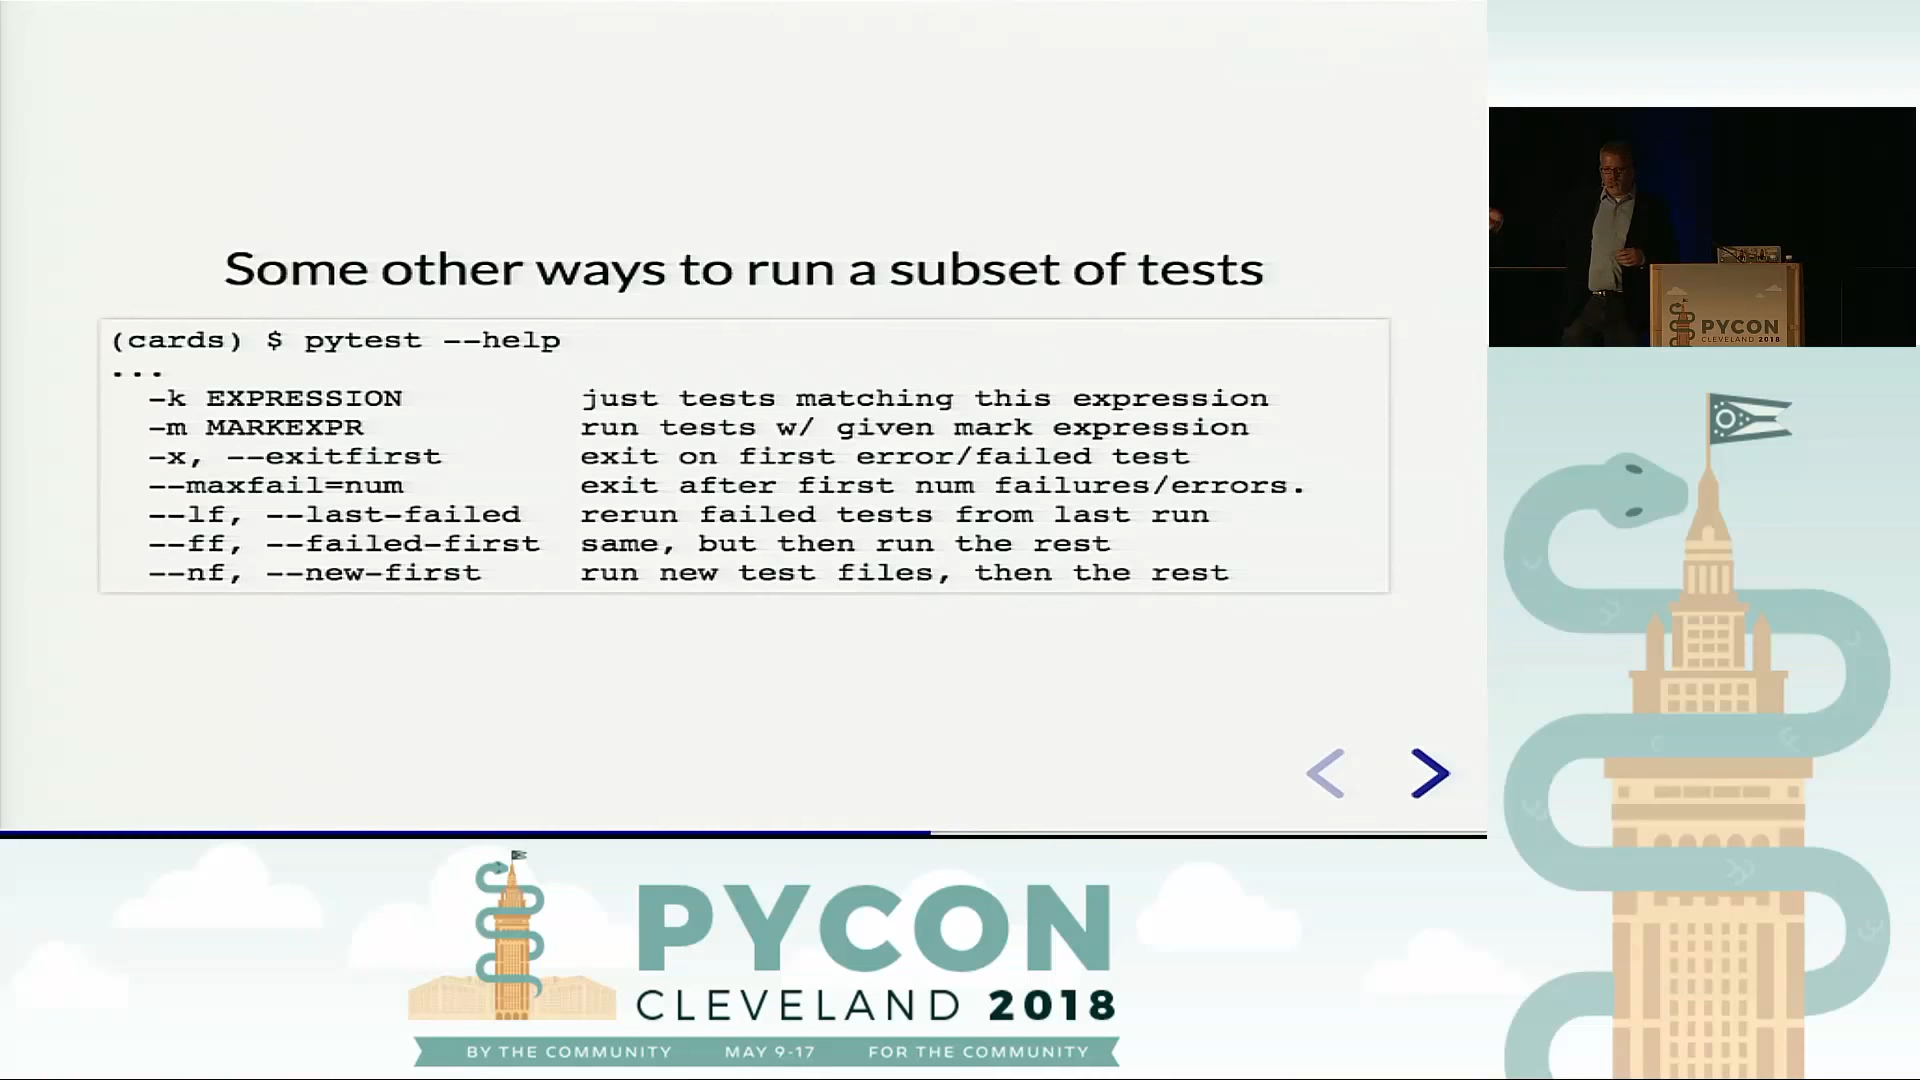 Some other ways to run a subset of tests
(cards) $ pytest --help
...
-k EXPRESSION just tests matching this expression
-m MARKEXPR run tests w/ given mark expression
-x, --exitfirst exit on first error/failed test
--maxfail=num exit after first num failures/errors.
--lf, --last-failed rerun failed tests from last run
--ff, --failed-first same, but then run the rest
--nf, --new-first run new test files, then the rest
PYCON
CLEVELAND 2018
PYCON
CLEVELAND 2018
BY THE COMMUNITY MAY 9-17 FOR THE COMMUNITY